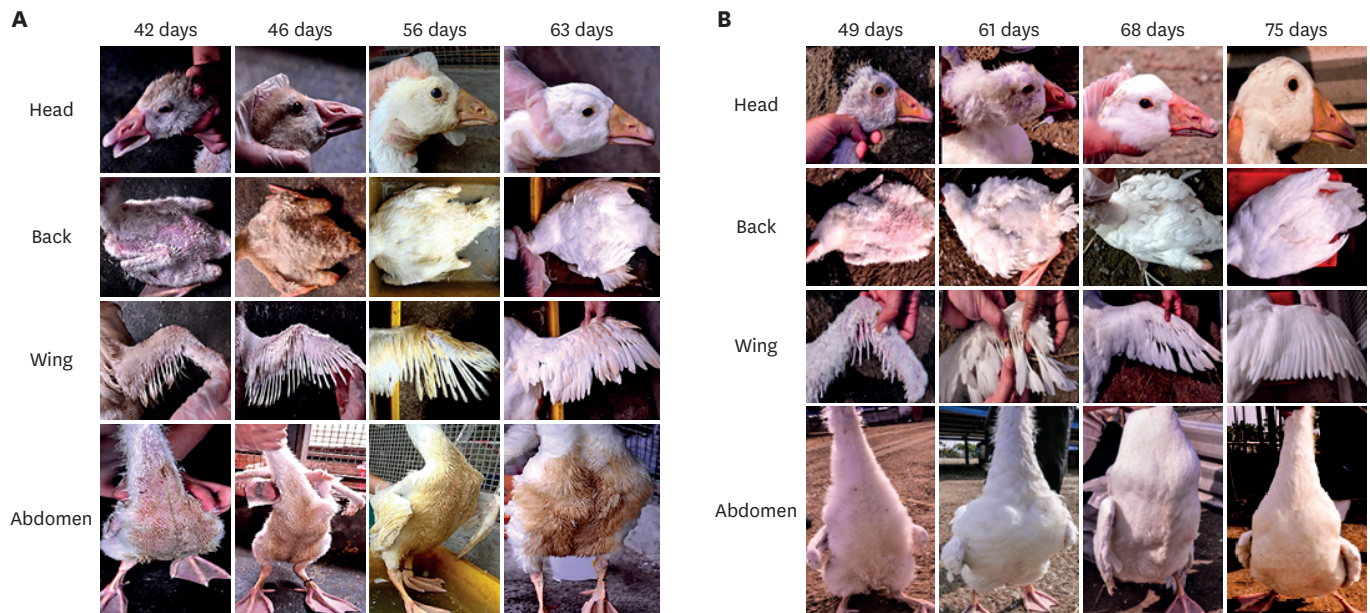 A
42 days 46 days 56 days 63 days
Head
Back
Wing
Abdomen
B
49 days 61 days 68 days 75 days
Head
Back
Wing
Abdomen